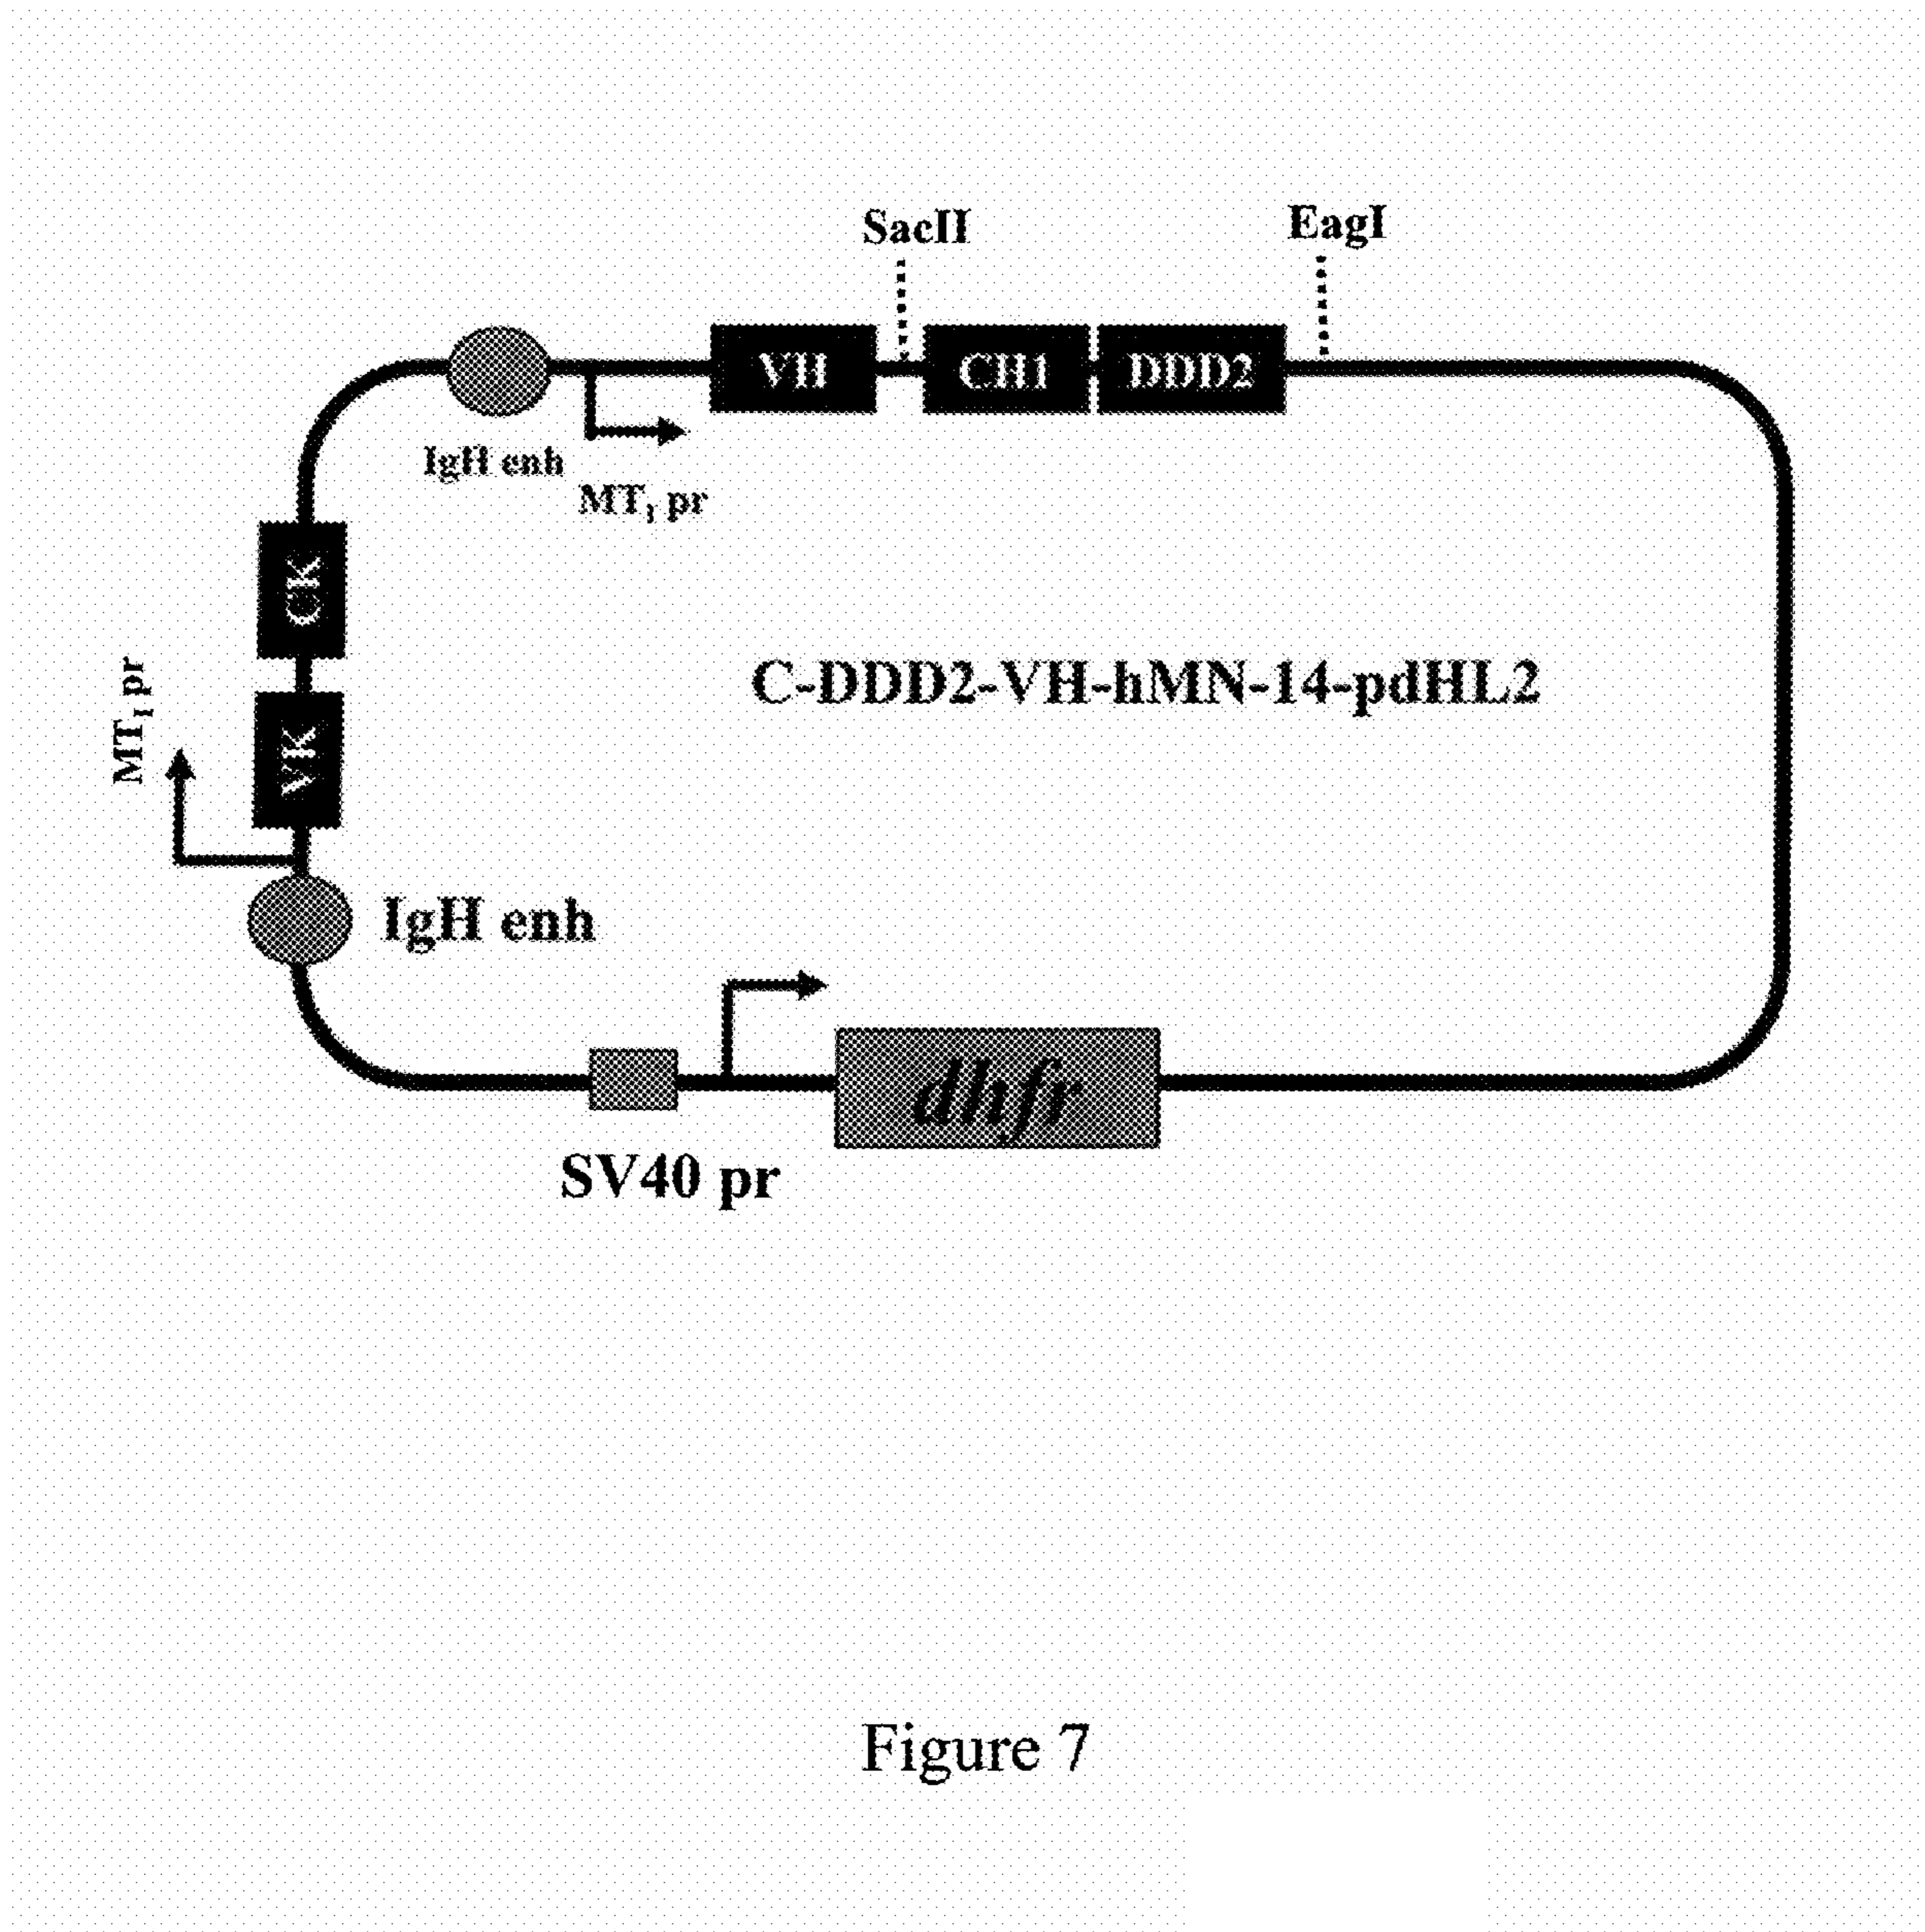 SacII
EagI
VH
CH1
DDD2
IgH enh
MT1 pr
CK
C-DDD2-VH-hMN-14-pdHL2
MT1 pr
VK
IgH enh
dhfr
SV40 pr
Figure 7